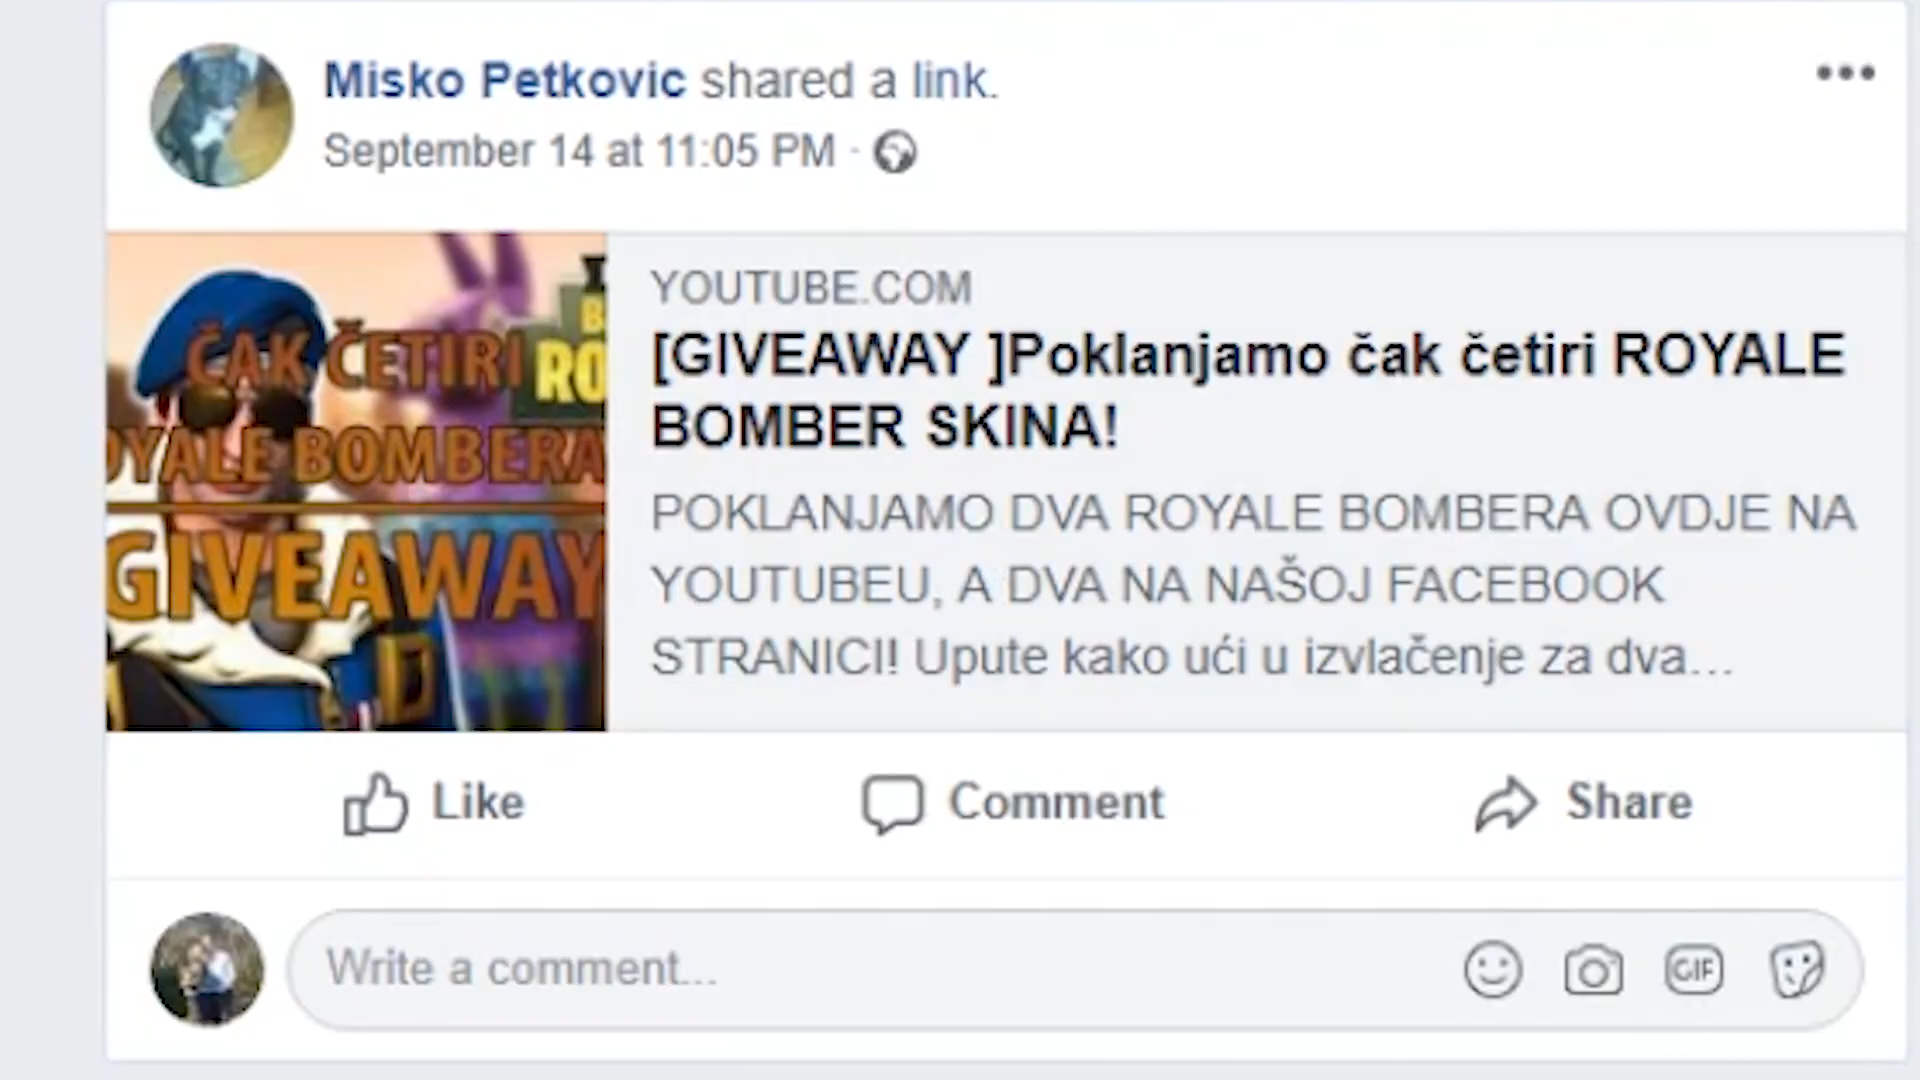 Misko Petkovic shared a link.
September 14 at 11:05 PM ·
ČAK ČETIRI
RO
YALE BOMBERA
GIVEAWAY
YOUTUBE.COM
[GIVEAWAY ]Poklanjamo čak četiri ROYALE
BOMBER SKINA!
POKLANJAMO DVA ROYALE BOMBERA OVDJE NA
YOUTUBEU, A DVA NA NAŠOJ FACEBOOK
STRANICI! Upute kako ući u izvlačenje za dva...
Like
Comment
Share
Write a comment...
GIF